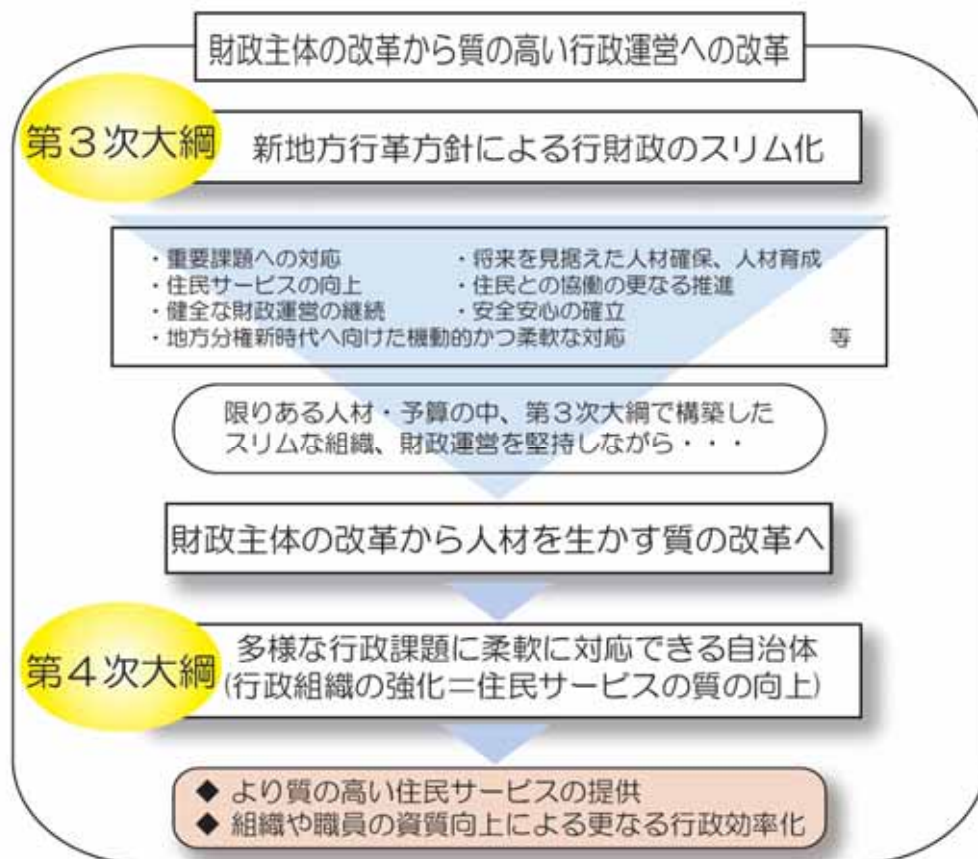 財政主体の改革から質の高い行政運営への改革
第3次大綱
新地方行革方針による行財政のスリム化
・重要課題への対応
・将来を見据えた人材確保、人材育成
・住民サービスの向上
・住民との協働の更なる推進
・健全な財政運営の継続
・安全安心の確立
・地方分権新時代へ向けた機動的かつ柔軟な対応 等
限りある人材・予算の中、第3次大綱で構築した
スリムな組織、財政運営を堅持しながら・・・
財政主体の改革から人材を生かす質の改革へ
第4次大綱
多様な行政課題に柔軟に対応できる自治体
(行政組織の強化＝住民サービスの質の向上)
◆ より質の高い住民サービスの提供
◆ 組織や職員の資質向上による更なる行政効率化